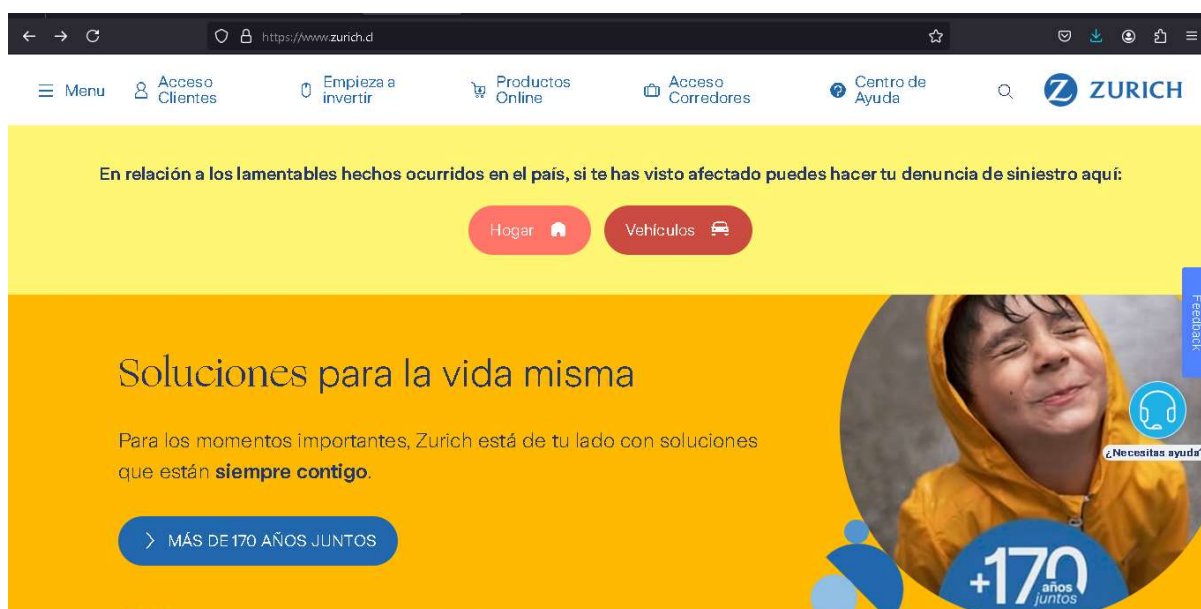 https://www.zurich.cl
Menu
Acceso
Clientes
Empieza a
invertir
Productos
Online
Acceso
Corredores
Centro de
Ayuda
ZURICH
En relación a los lamentables hechos ocurridos en el país, si te has visto afectado puedes hacer tu denuncia de siniestro aquí:
Hogar
Vehículos
Feedback
Soluciones para la vida misma
Para los momentos importantes, Zurich está de tu lado con soluciones
que están siempre contigo.
¿Necesitas ayuda?
MÁS DE 170 AÑOS JUNTOS
+170
años
juntos